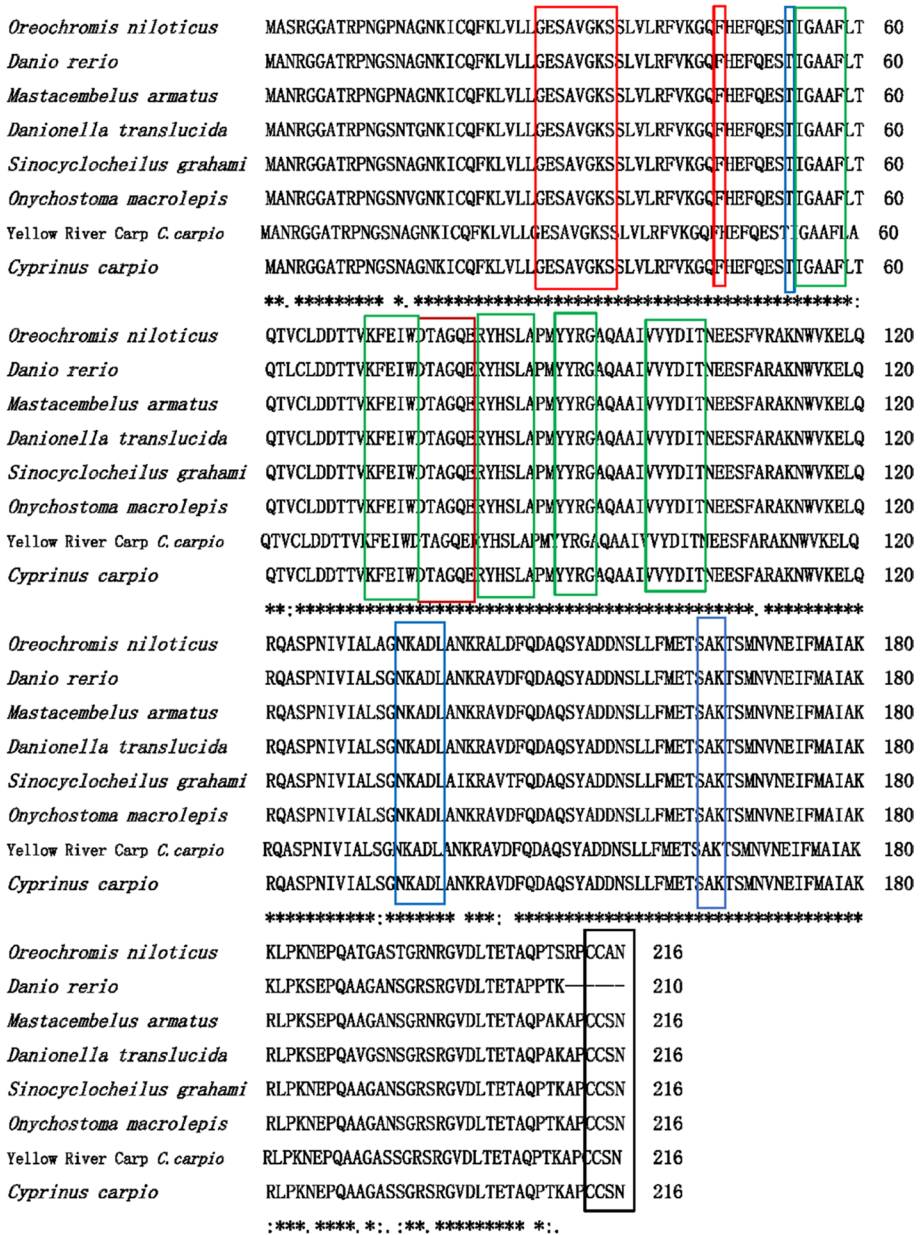 Oreochromis niloticus MASRGGATRPNGPNAGNKICQFKLVLLGESAVGKSSLVLRFVKGQFHEFQESTIGAAFLT 60
Danio rerio MANRGGATRPNGPNAGNKICQFKLVLLGESAVGKSSLVLRFVKGQFHEFQESTIGAAFLT 60
Mastacembelus armatus MANRGGATRPNGPNAGNKICQFKLVLLGESAVGKSSLVLRFVKGQFHEFQESTIGAAFLT 60
Danionella translucida MANRGGATRPNGSNTGNKICQFKLVLLGESAVGKSSLVLRFVKGQFHEFQESTIGAAFLT 60
Sinocyclocheilus grahami MANRGGATRPNGSNAGNKICQFKLVLLGESAVGKSSLVLRFVKGQFHEFQESTIGAAFLT 60
Onychostoma macrolepis MANRGGATRPNGSNVGNKICQFKLVLLGESAVGKSSLVLRFVKGQFHEFQESTIGAAFLT 60
Yellow River Carp C. carpio MANRGGATRPNGSNAGNKICQFKLVLLGESAVGKSSLVLRFVKGQFHEFQESTIGAAFLA 60
Cyprinus carpio MANRGGATRPNGSNAGNKICQFKLVLLGESAVGKSSLVLRFVKGQFHEFQESTIGAAFLT 60
**.********* *.********************************************:
Oreochromis niloticus QTVCLDDTTVKFEIWDTAGQERYHSLAPMYYRGAQAAIVVYDITNEESFVRAKNWVKELQ 120
Danio rerio QTLCLDDTTVKFEIWDTAGQERYHSLAPMYYRGAQAAIVVYDITNEESFARAKNWVKELQ 120
Mastacembelus armatus QTVCLDDTTVKFEIWDTAGQERYHSLAPMYYRGAQAAIVVYDITNEESFARAKNWVKELQ 120
Danionella translucida QTVCLDDTTVKFEIWDTAGQERYHSLAPMYYRGAQAAIVVYDITNEESFARAKNWVKELQ 120
Sinocyclocheilus grahami QTVCLDDTTVKFEIWDTAGQERYHSLAPMYYRGAQAAIVVYDITNEESFARAKNWVKELQ 120
Onychostoma macrolepis QTVCLDDTTVKFEIWDTAGQERYHSLAPMYYRGAQAAIVVYDITNEESFARAKNWVKELQ 120
Yellow River Carp C. carpio QTVCLDDTTVKFEIWDTAGQERYHSLAPMYYRGAQAAIVVYDITNEESFARAKNWVKELQ 120
Cyprinus carpio QTVCLDDTTVKFEIWDTAGQERYHSLAPMYYRGAQAAIVVYDITNEESFARAKNWVKELQ 120
**:**********************************************.**********
Oreochromis niloticus RQASPNIVIALAGNKADLANKRALDFQDAQSYADDNSLLFMETSAKTSMNVNEIFMAIAK 180
Danio rerio RQASPNIVIALSGNKADLANKRAVDFQDAQSYADDNSLLFMETSAKTSMNVNEIFMAIAK 180
Mastacembelus armatus RQASPNIVIALSGNKADLANKRAVDFQDAQSYADDNSLLFMETSAKTSMNVNEIFMAIAK 180
Danionella translucida RQASPNIVIALSGNKADLANKRAVDFQDAQSYADDNSLLFMETSAKTSMNVNEIFMAIAK 180
Sinocyclocheilus grahami RQASPNIVIALSGNKADLAIKRAVTFQDAQSYADDNSLLFMETSAKTSMNVNEIFMAIAK 180
Onychostoma macrolepis RQASPNIVIALSGNKADLANKRAVDFQDAQSYADDNSLLFMETSAKTSMNVNEIFMAIAK 180
Yellow River Carp C. carpio RQASPNIVIALSGNKADLANKRAVDFQDAQSYADDNSLLFMETSAKTSMNVNEIFMAIAK 180
Cyprinus carpio RQASPNIVIALSGNKADLANKRAVDFQDAQSYADDNSLLFMETSAKTSMNVNEIFMAIAK 180
***********:******* ***: ***********************************
Oreochromis niloticus KLPKNEPQATGASTGRNRGVDLTETAQPTSRPCCAN 216
Danio rerio KLPKSEPQAAGANSGRSRGVDLTETAPPTK------ 210
Mastacembelus armatus RLPKSEPQAAGANSGRNRGVDLTETAQPAKAPCCSN 216
Danionella translucida RLPKSEPQAVGSNSGRSRGVDLTETAQPAKAPCCSN 216
Sinocyclocheilus grahami RLPKNEPQAAGANSGRSRGVDLTETAQPTKAPCCSN 216
Onychostoma macrolepis RLPKNEPQAAGANSGRSRGVDLTETAQPTKAPCCSN 216
Yellow River Carp C. carpio RLPKNEPQAAGASSGRSRGVDLTETAQPTKAPCCSN 216
Cyprinus carpio RLPKNEPQAAGASSGRSRGVDLTETAQPTKAPCCSN 216
:***.****.*:.:**.********* *:.